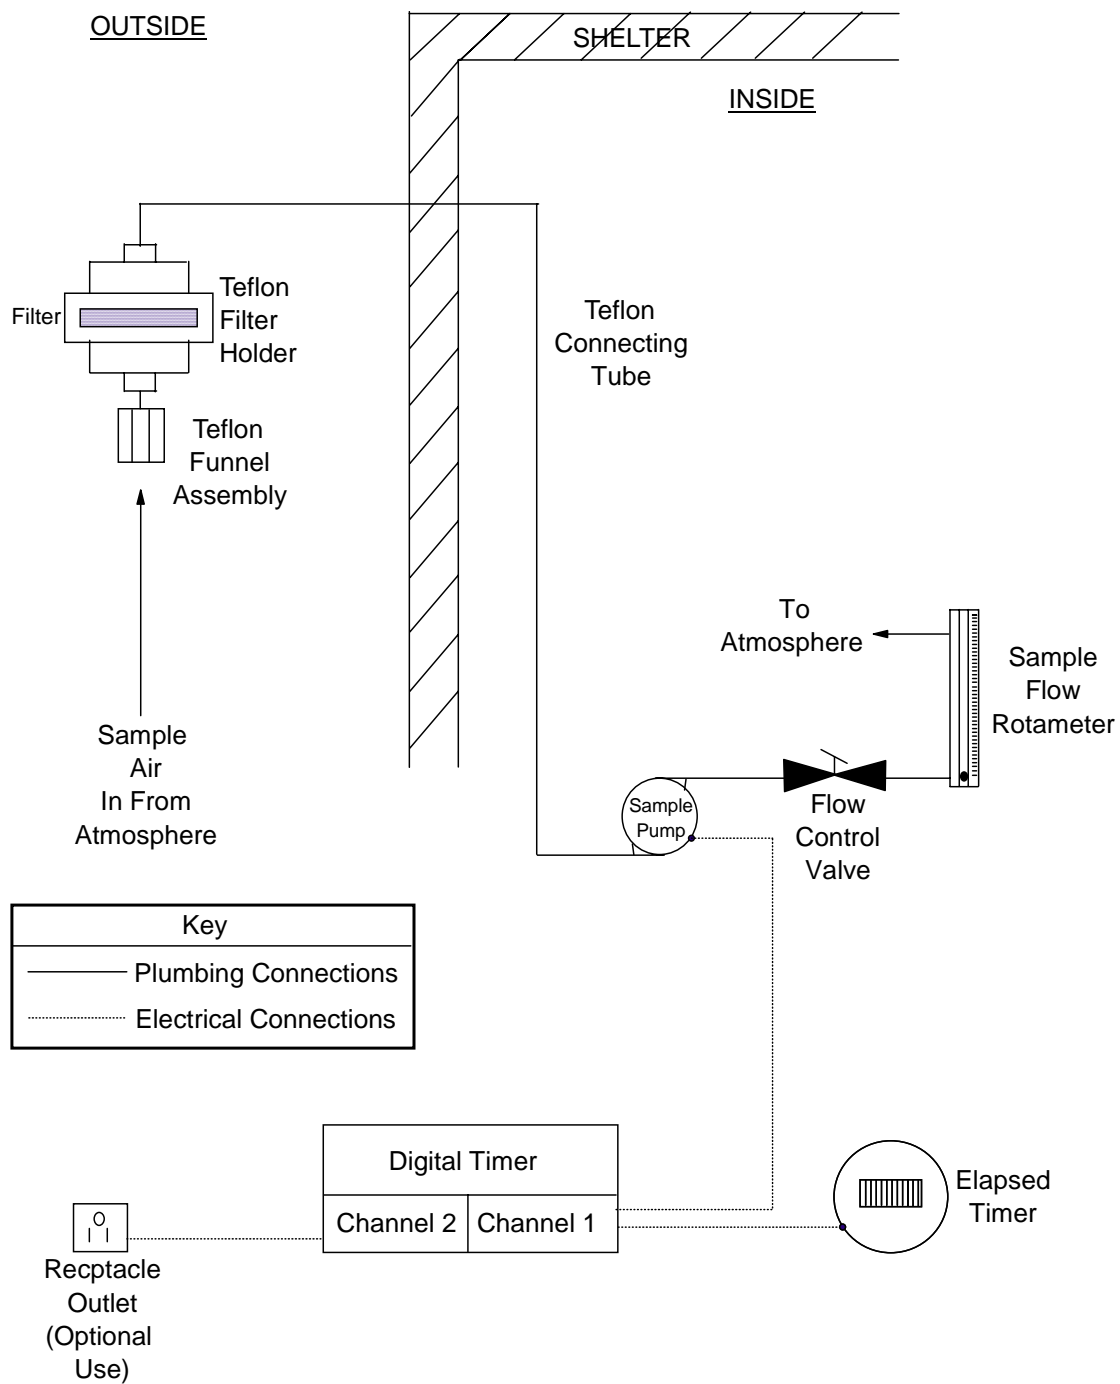 OUTSIDE
SHELTER
INSIDE
Filter
Teflon
Filter
Holder
Teflon
Connecting
Tube
Teflon
Funnel
Assembly
Sample
Air
In From
Atmosphere
To
Atmosphere
Sample
Flow
Rotameter
Sample
Pump
Flow
Control
Valve
Key
Plumbing Connections
Electrical Connections
Digital Timer
Channel 2
Channel 1
Elapsed
Timer
Recptacle
Outlet
(Optional
Use)